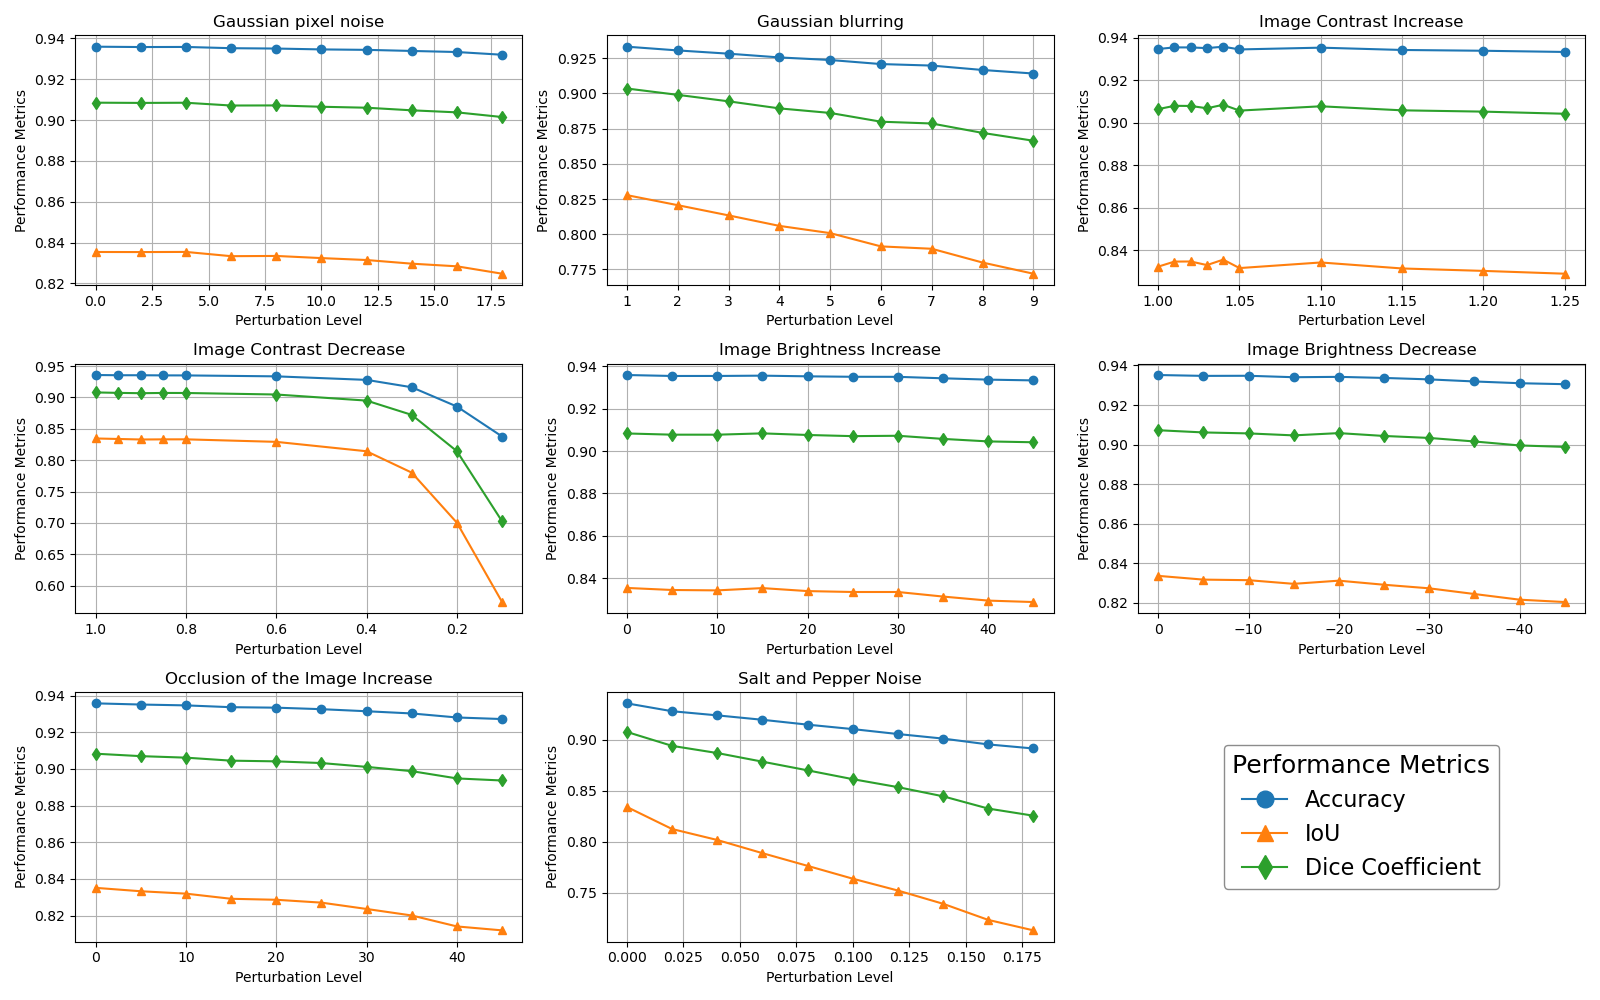 Gaussian pixel noise
Performance Metrics
0.94
0.92
0.90
0.88
0.86
0.84
0.82
0.0 2.5 5.0 7.5 10.0 12.5 15.0 17.5
Perturbation Level
Gaussian blurring
Performance Metrics
0.925
0.900
0.875
0.850
0.825
0.800
0.775
1 2 3 4 5 6 7 8 9
Perturbation Level
Image Contrast Increase
Performance Metrics
0.94
0.92
0.90
0.88
0.86
0.84
1.00 1.05 1.10 1.15 1.20 1.25
Perturbation Level
Image Contrast Decrease
Performance Metrics
0.95
0.90
0.85
0.80
0.75
0.70
0.65
0.60
1.0 0.8 0.6 0.4 0.2
Perturbation Level
Image Brightness Increase
Performance Metrics
0.94
0.92
0.90
0.88
0.86
0.84
0 10 20 30 40
Perturbation Level
Image Brightness Decrease
Performance Metrics
0.94
0.92
0.90
0.88
0.86
0.84
0.82
0 −10 −20 −30 −40
Perturbation Level
Occlusion of the Image Increase
Performance Metrics
0.94
0.92
0.90
0.88
0.86
0.84
0.82
0 10 20 30 40
Perturbation Level
Salt and Pepper Noise
Performance Metrics
0.90
0.85
0.80
0.75
0.000 0.025 0.050 0.075 0.100 0.125 0.150 0.175
Perturbation Level
Performance Metrics
Accuracy
IoU
Dice Coefficient